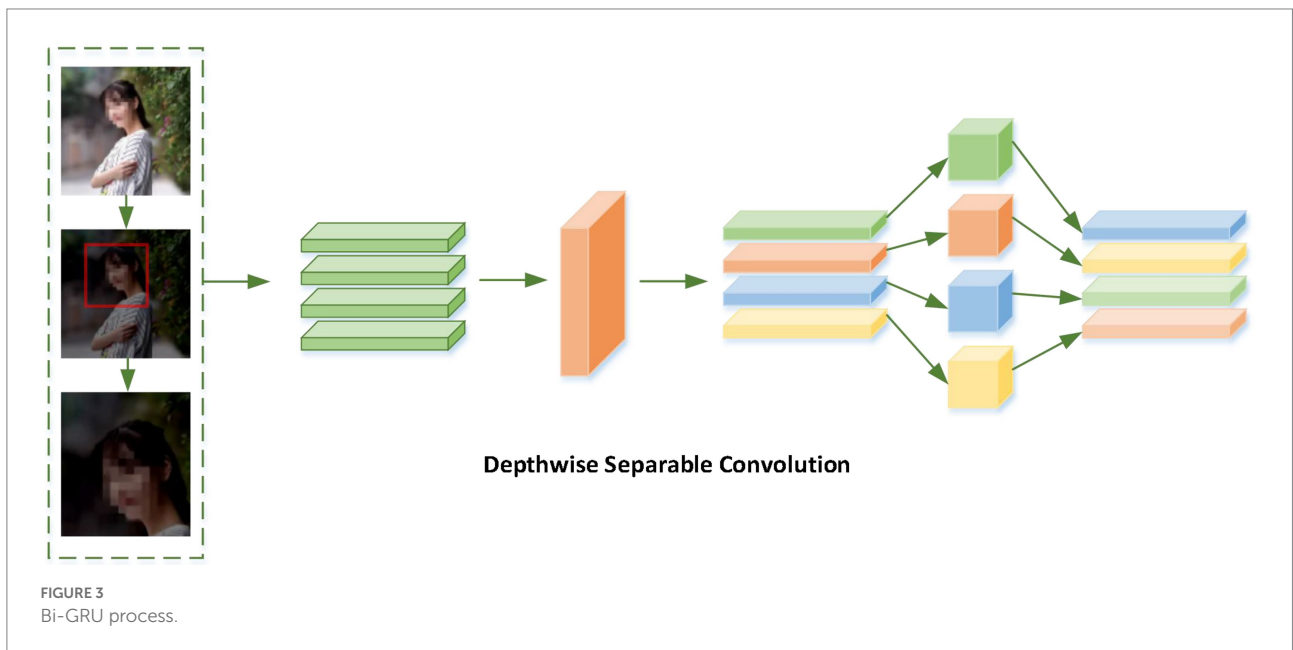 Depthwise Separable Convolution
FIGURE 3
Bi-GRU process.